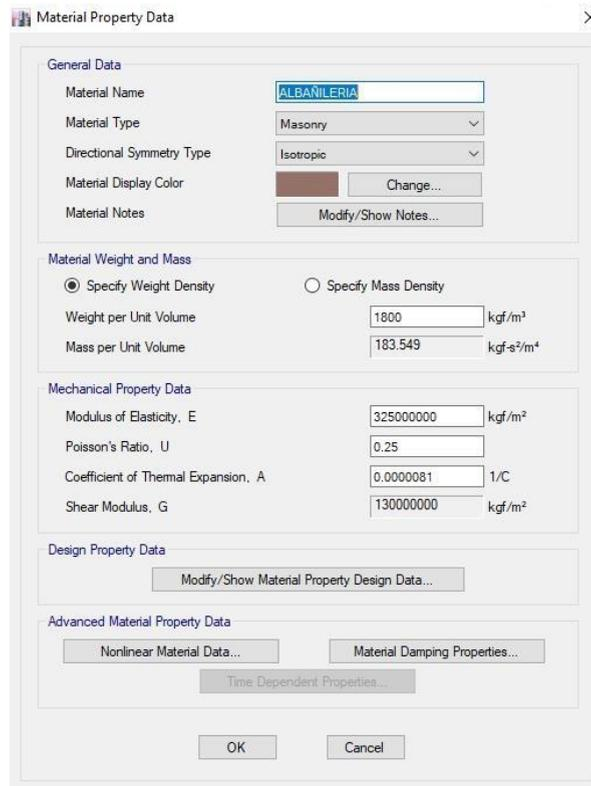 Material Property Data
General Data
Material Name ALBAÑILERIA
Material Type Masonry
Directional Symmetry Type Isotropic
Material Display Color Change...
Material Notes Modify/Show Notes...
Material Weight and Mass
Specify Weight Density Specify Mass Density
Weight per Unit Volume 1800 kgf/m³
Mass per Unit Volume 183.549 kgf-s²/m⁴
Mechanical Property Data
Modulus of Elasticity, E 325000000 kgf/m²
Poisson's Ratio, U 0.25
Coefficient of Thermal Expansion, A 0.0000081 1/C
Shear Modulus, G 130000000 kgf/m²
Design Property Data
Modify/Show Material Property Design Data...
Advanced Material Property Data
Nonlinear Material Data... Material Damping Properties...
Time Dependent Properties...
OK Cancel